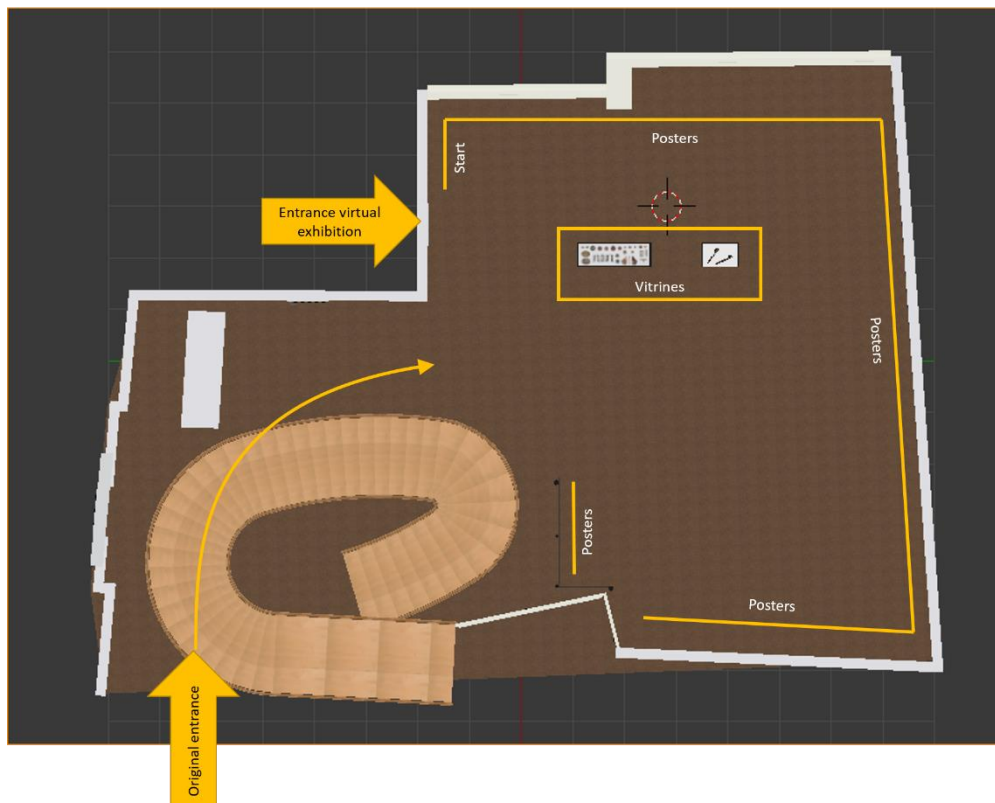 Posters
Start
Entrance virtual
exhibition
Vitrines
Posters
Posters
Posters
Original entrance